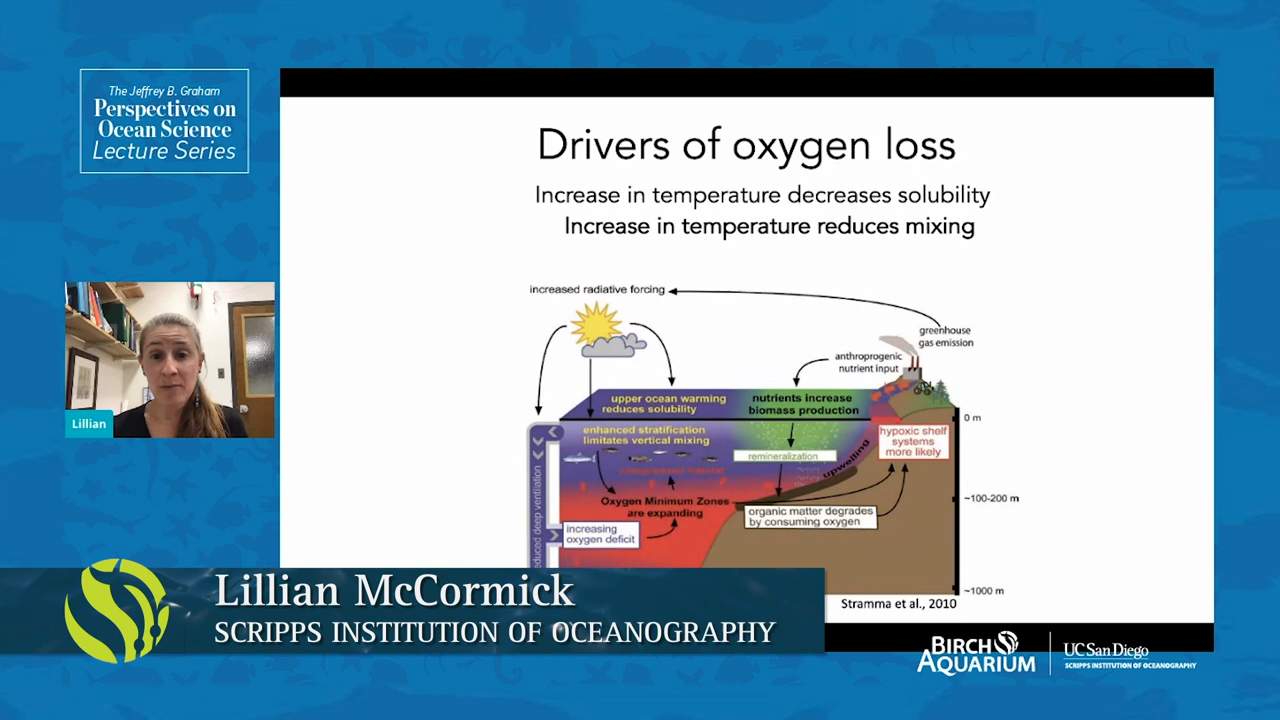 The Jeffrey B. Graham
Perspectives on
Ocean Science
Lecture Series
Drivers of oxygen loss
Increase in temperature decreases solubility
Increase in temperature reduces mixing
increased radiative forcing
greenhouse
gas emission
anthropogenic
nutrient input
upper ocean warming
reduces solubility
nutrients increase
biomass production
0 m
enhanced stratification
limitates vertical mixing
hypoxic shelf
systems
more likely
remineralization
upwelling
compressed habitat
Oxygen Minimum Zones
are expanding
~100-200 m
organic matter degrades
by consuming oxygen
increasing
oxygen deficit
deep ventilation
~1000 m
Stramma et al., 2010
Lillian
Lillian McCormick
SCRIPPS INSTITUTION OF OCEANOGRAPHY
BIRCH
AQUARIUM
UC San Diego
SCRIPPS INSTITUTION OF OCEANOGRAPHY